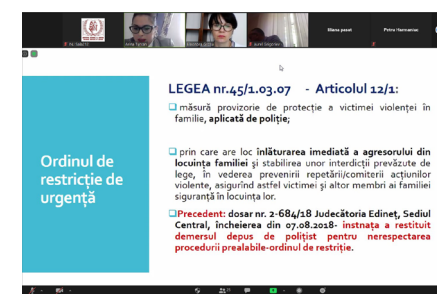 Elena pasat
Petru Harmaniuc
LEGEA nr.45/1.03.07 - Articolul 12/1:
măsură provizorie de protecție a victimei violenței în
familie, aplicată de poliție;
prin care are loc înlăturarea imediată a agresorului din
locuința familiei și stabilirea unor interdicții prevăzute de
lege, în vederea prevenirii repetării/comiterii acțiunilor
violente, asigurînd astfel victimei și altor membri ai familiei
siguranță în locuința lor.
Precedent: dosar nr. 2-684/18 Judecătoria Edineț, Sediul
Central, încheierea din 07.08.2018- instnața a restituit
demersul depus de polițist pentru nerespectarea
procedurii prealabile-ordinul de restriție.
Ordinul de
restricție de
urgență